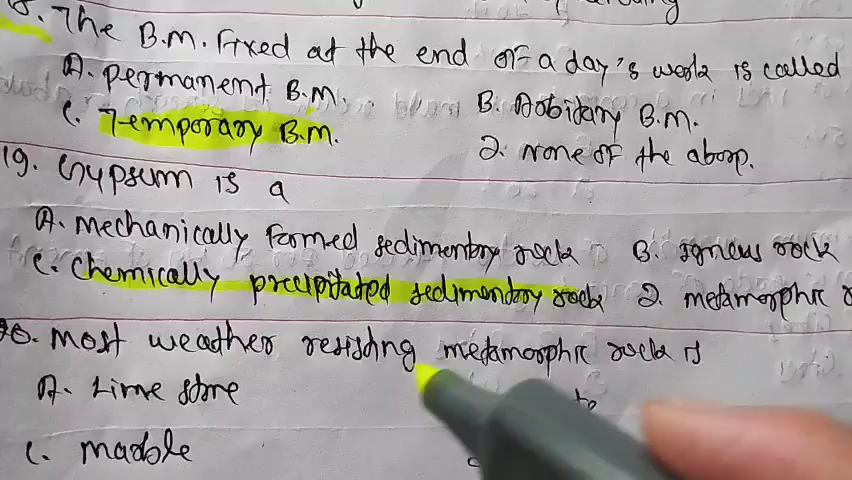 18. The B.M. fixed at the end of a day's work is called
A. permanent B.M.
B. Arbitary B.M.
C. Temporary B.M.
D. none of the
19. Gypsum is a
A. mechanically formed sedimentary rock
B. igneous rock
C. chemically precipitated sedimentary rock
D. metamorphic
20. most weather resisting metamorphic rock is
A. Lime stone
C. marble